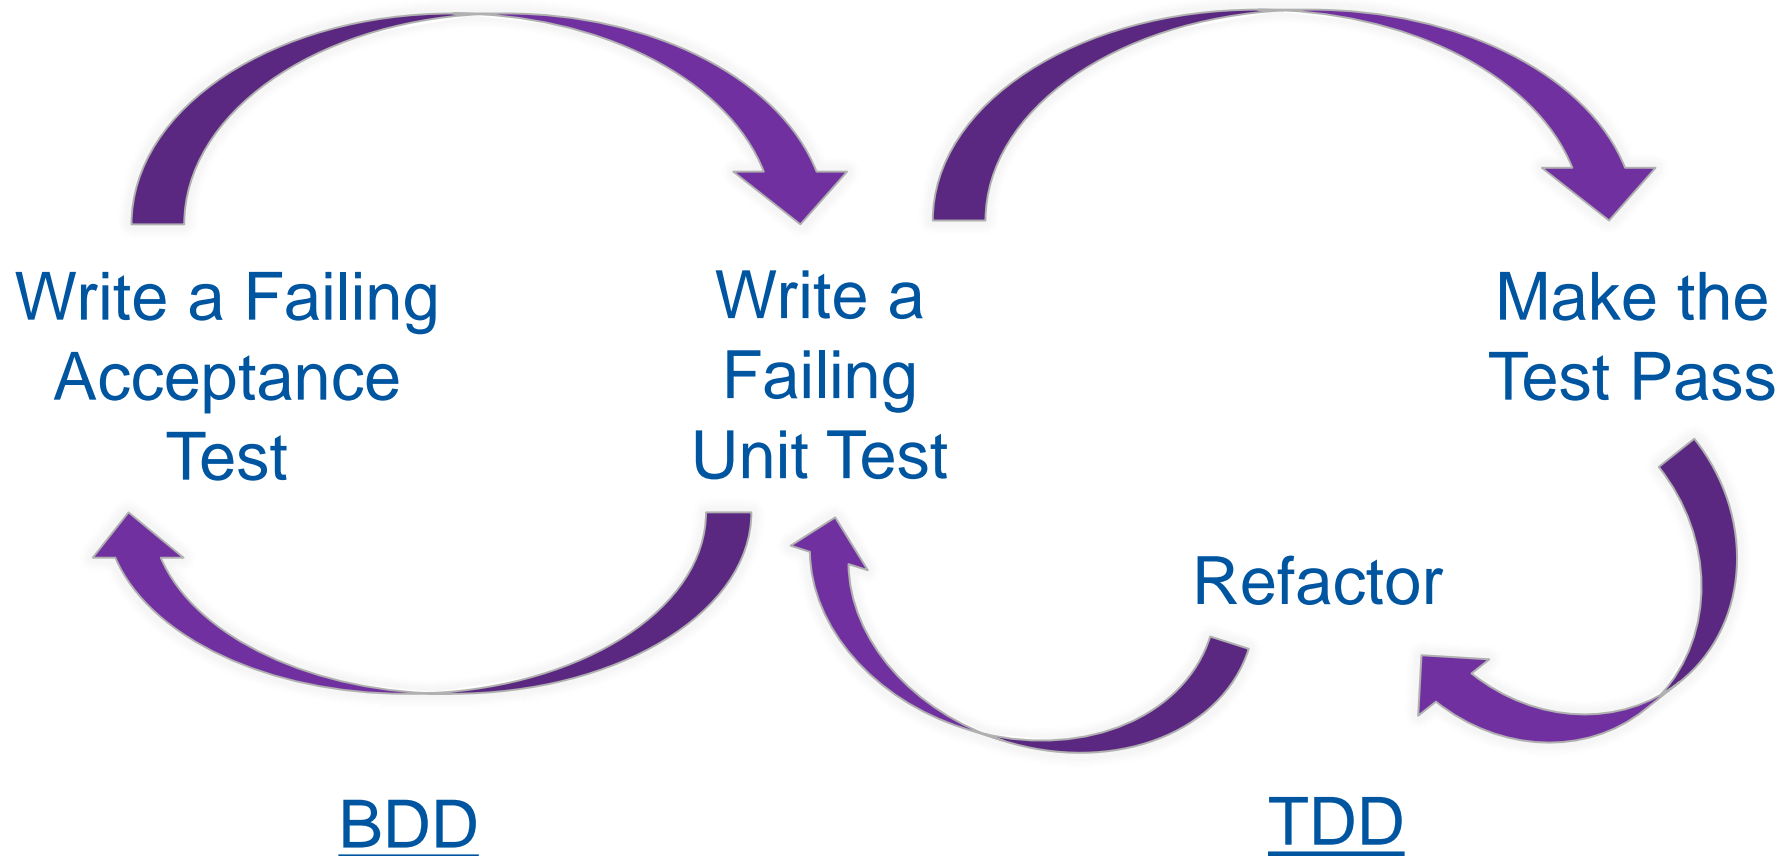 Write a Failing
Acceptance
Test
Write a
Failing
Unit Test
Make the
Test Pass
Refactor
BDD
TDD